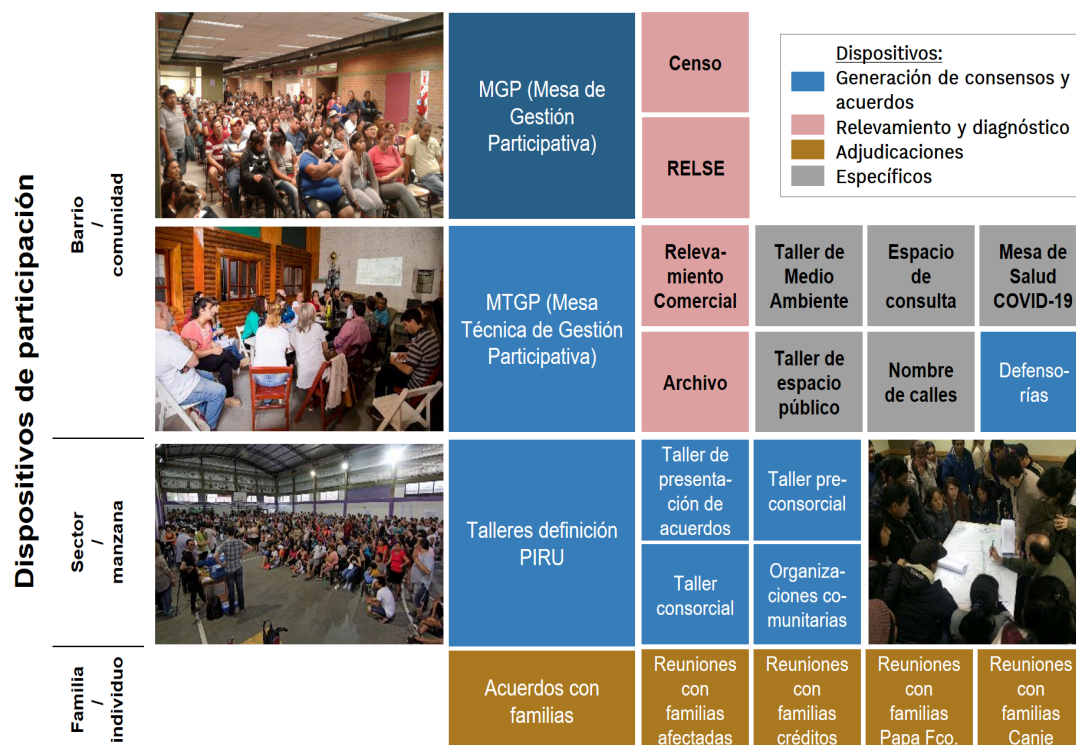 Dispositivos de participación
Barrio
/
comunidad
MGP (Mesa de
Gestión
Participativa)
Censo
RELSE
Dispositivos:
Generación de consensos y
acuerdos
Relevamiento y diagnóstico
Adjudicaciones
Específicos
MTGP (Mesa
Técnica de Gestión
Participativa)
Releva-
miento
Comercial
Taller de
Medio
Ambiente
Espacio
de
consulta
Mesa de
Salud
COVID-19
Archivo
Taller de
espacio
público
Nombre
de calles
Defenso-
rías
Sector
/
manzana
Talleres definición
PIRU
Taller de
presenta-
ción de
acuerdos
Taller pre-
consorcial
Taller
consorcial
Organiza-
ciones co-
munitarias
Familia
/
individuo
Acuerdos con
familias
Reuniones
con
familias
afectadas
Reuniones
con
familias
créditos
Reuniones
con
familias
Papa Fco.
Reuniones
con
familias
Canje